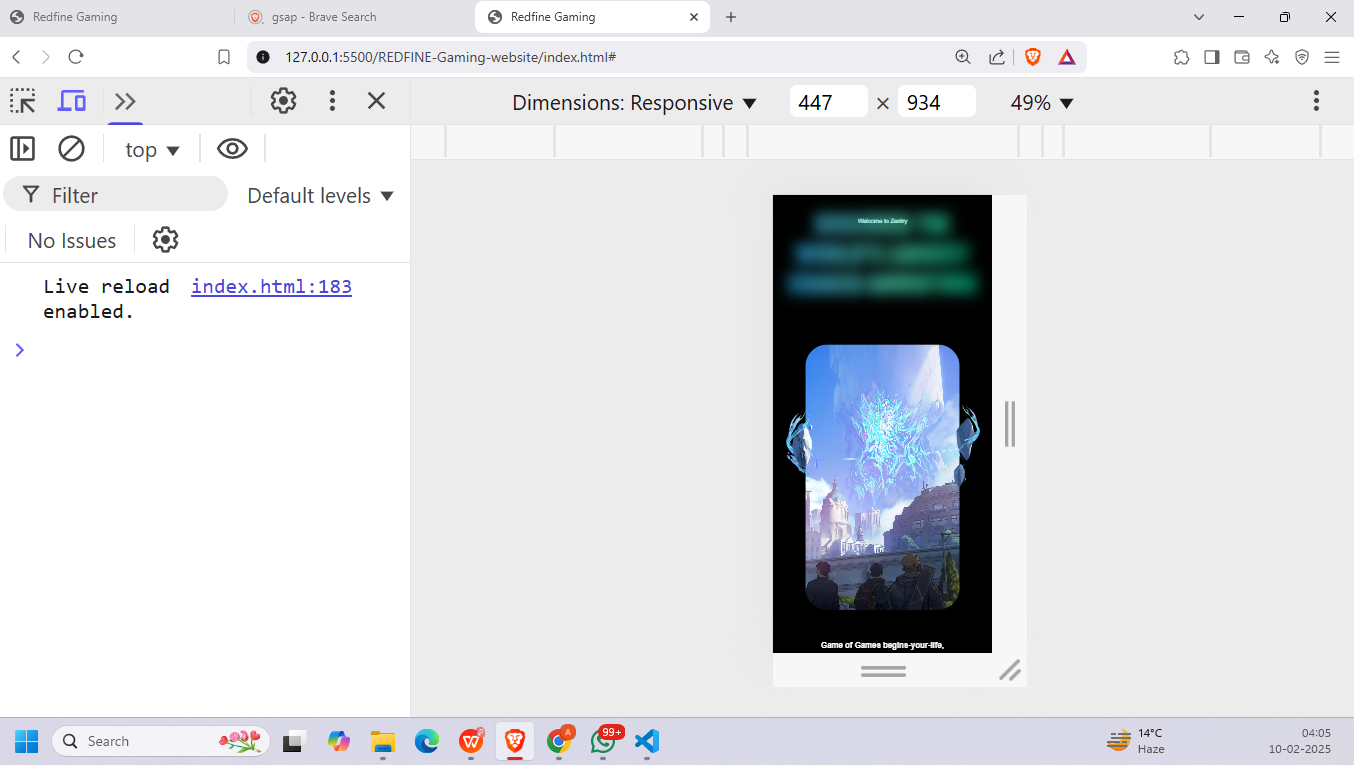 Redfine Gaming
gsap - Brave Search
Redfine Gaming
127.0.0.1:5500/REDFINE-Gaming-website/index.html#
Dimensions: Responsive
447 × 934
49%
top
Filter
Default levels
No Issues
Live reload enabled.
index.html:183
Welcome to Zentry
Game of Games begins-your-life,
Search
A
99+
14°C
Haze
04:05
10-02-2025